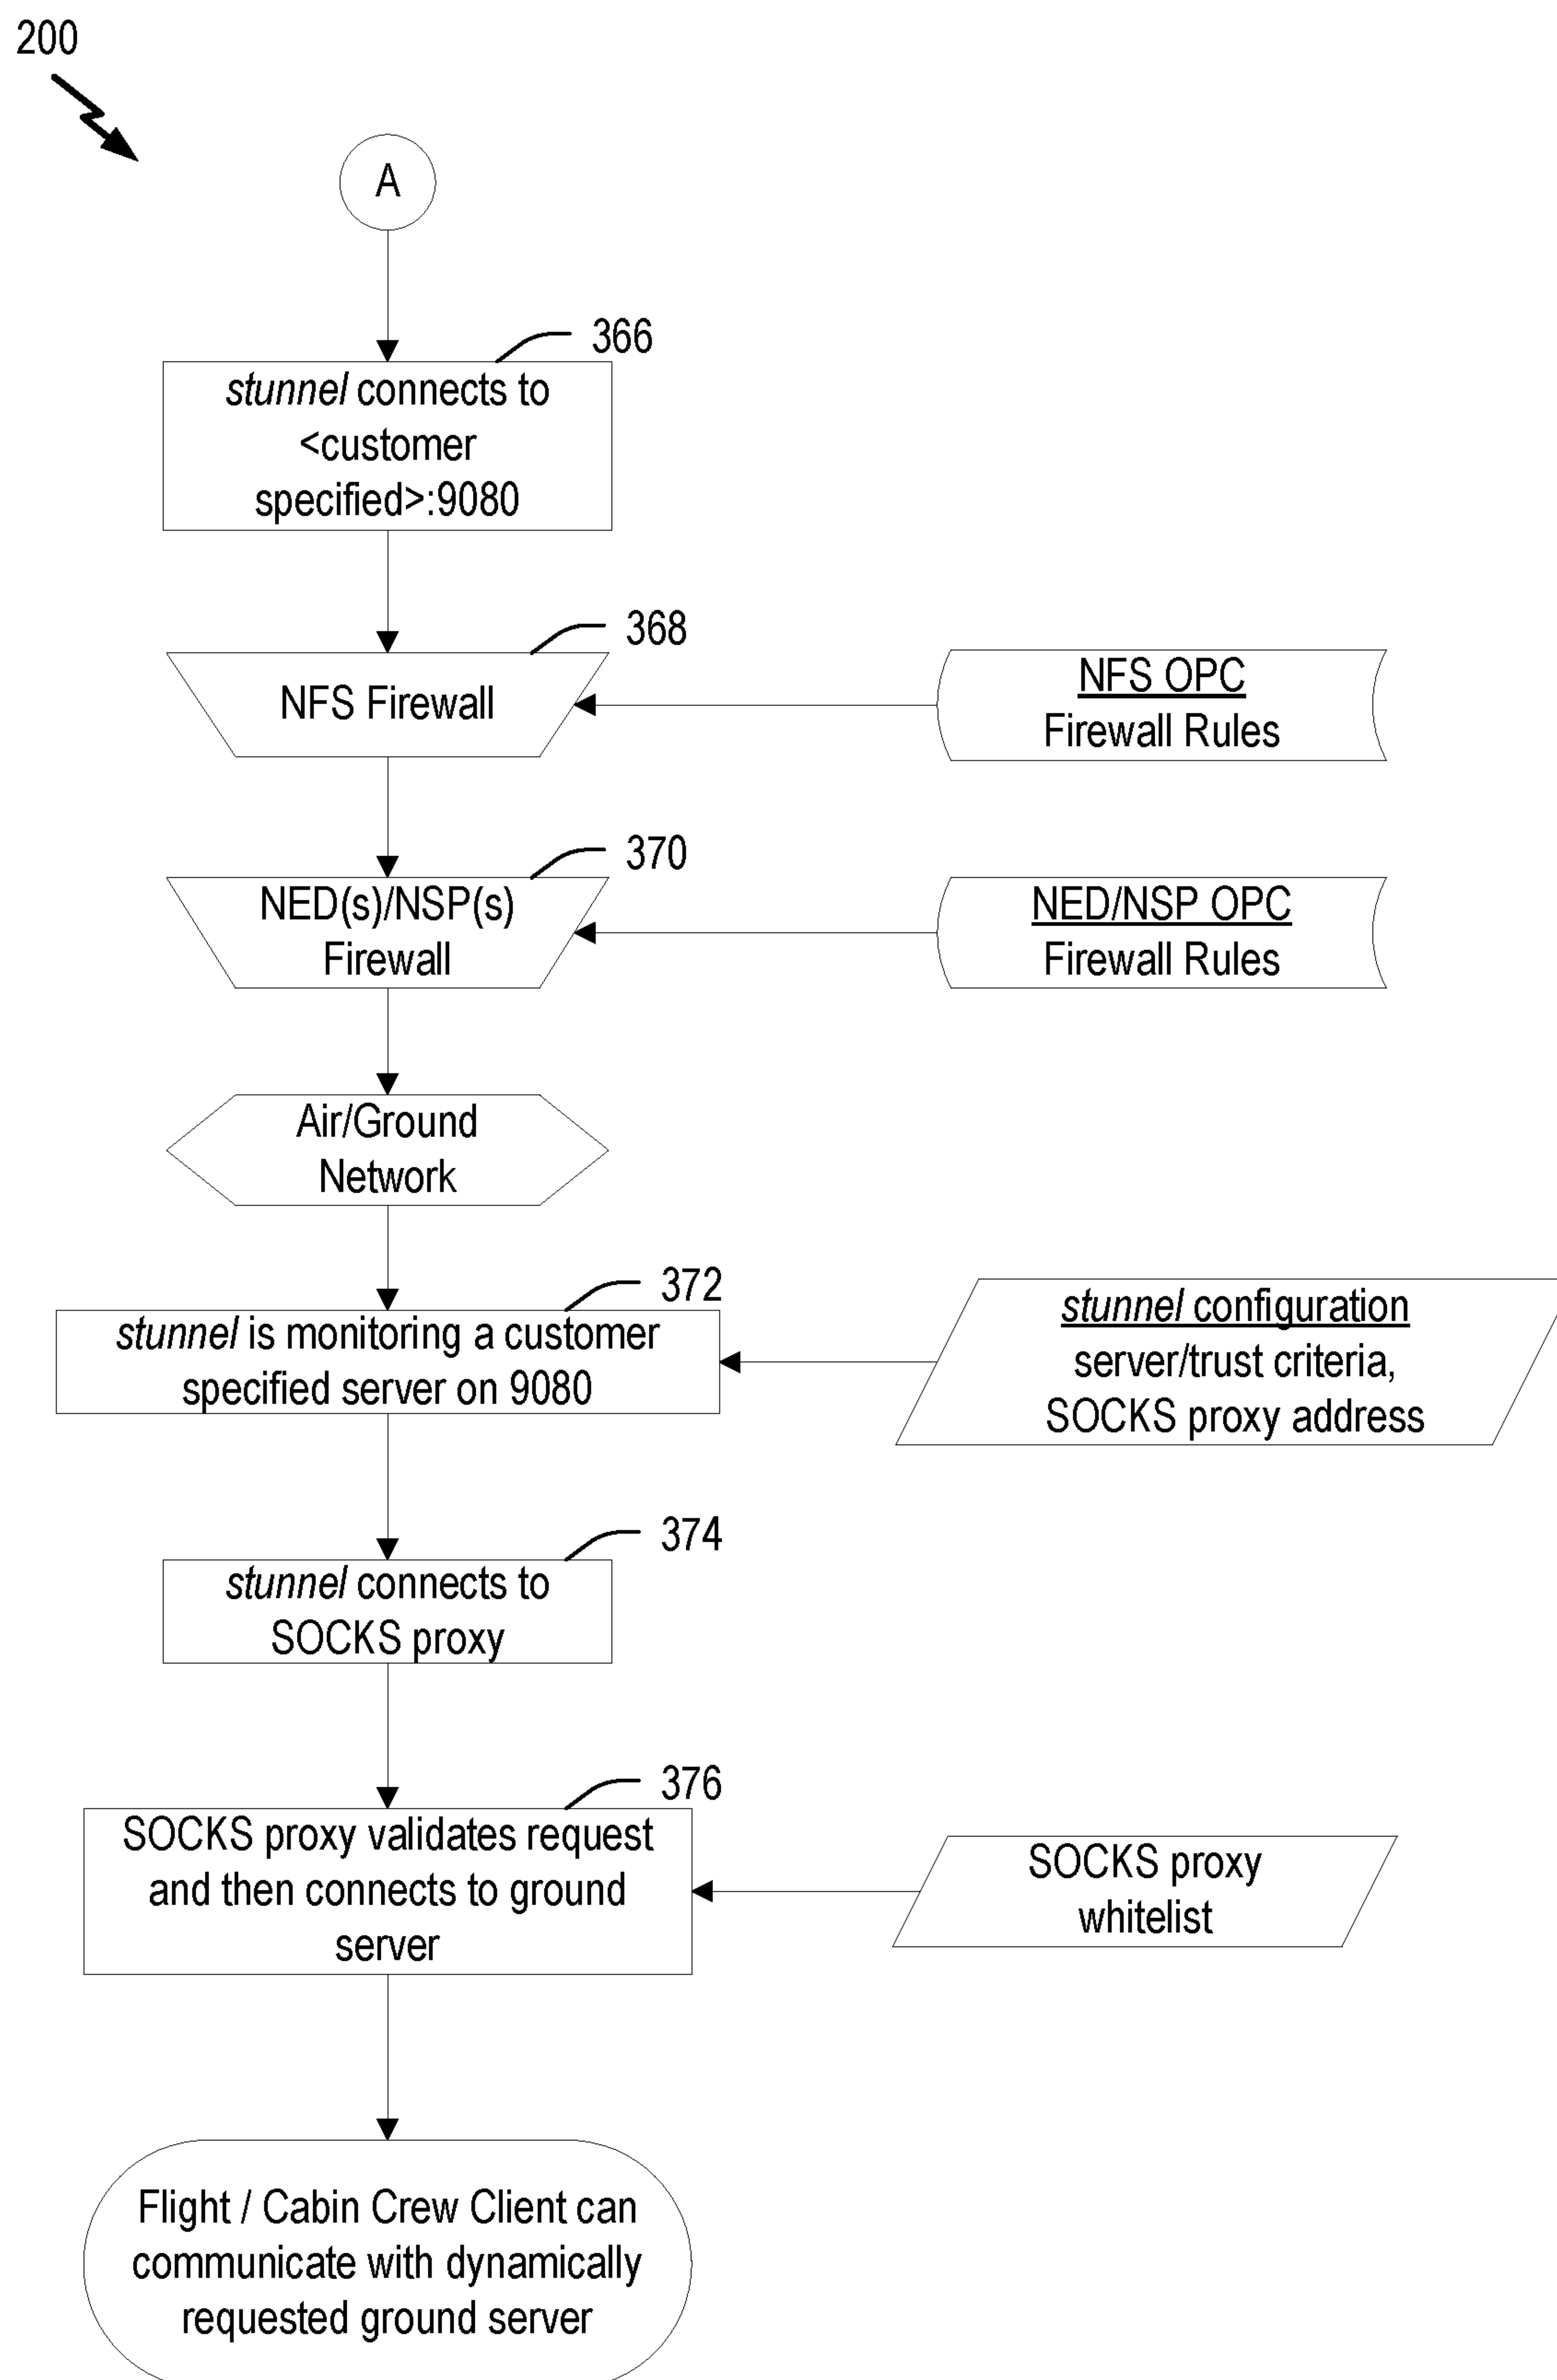 200
A
366
stunnel connects to
<customer
specified>:9080
368
NFS Firewall
NFS OPC
Firewall Rules
370
NED(s)/NSP(s)
Firewall
NED/NSP OPC
Firewall Rules
Air/Ground
Network
372
stunnel is monitoring a customer
specified server on 9080
stunnel configuration
server/trust criteria,
SOCKS proxy address
374
stunnel connects to
SOCKS proxy
376
SOCKS proxy validates request
and then connects to ground
server
SOCKS proxy
whitelist
Flight / Cabin Crew Client can
communicate with dynamically
requested ground server